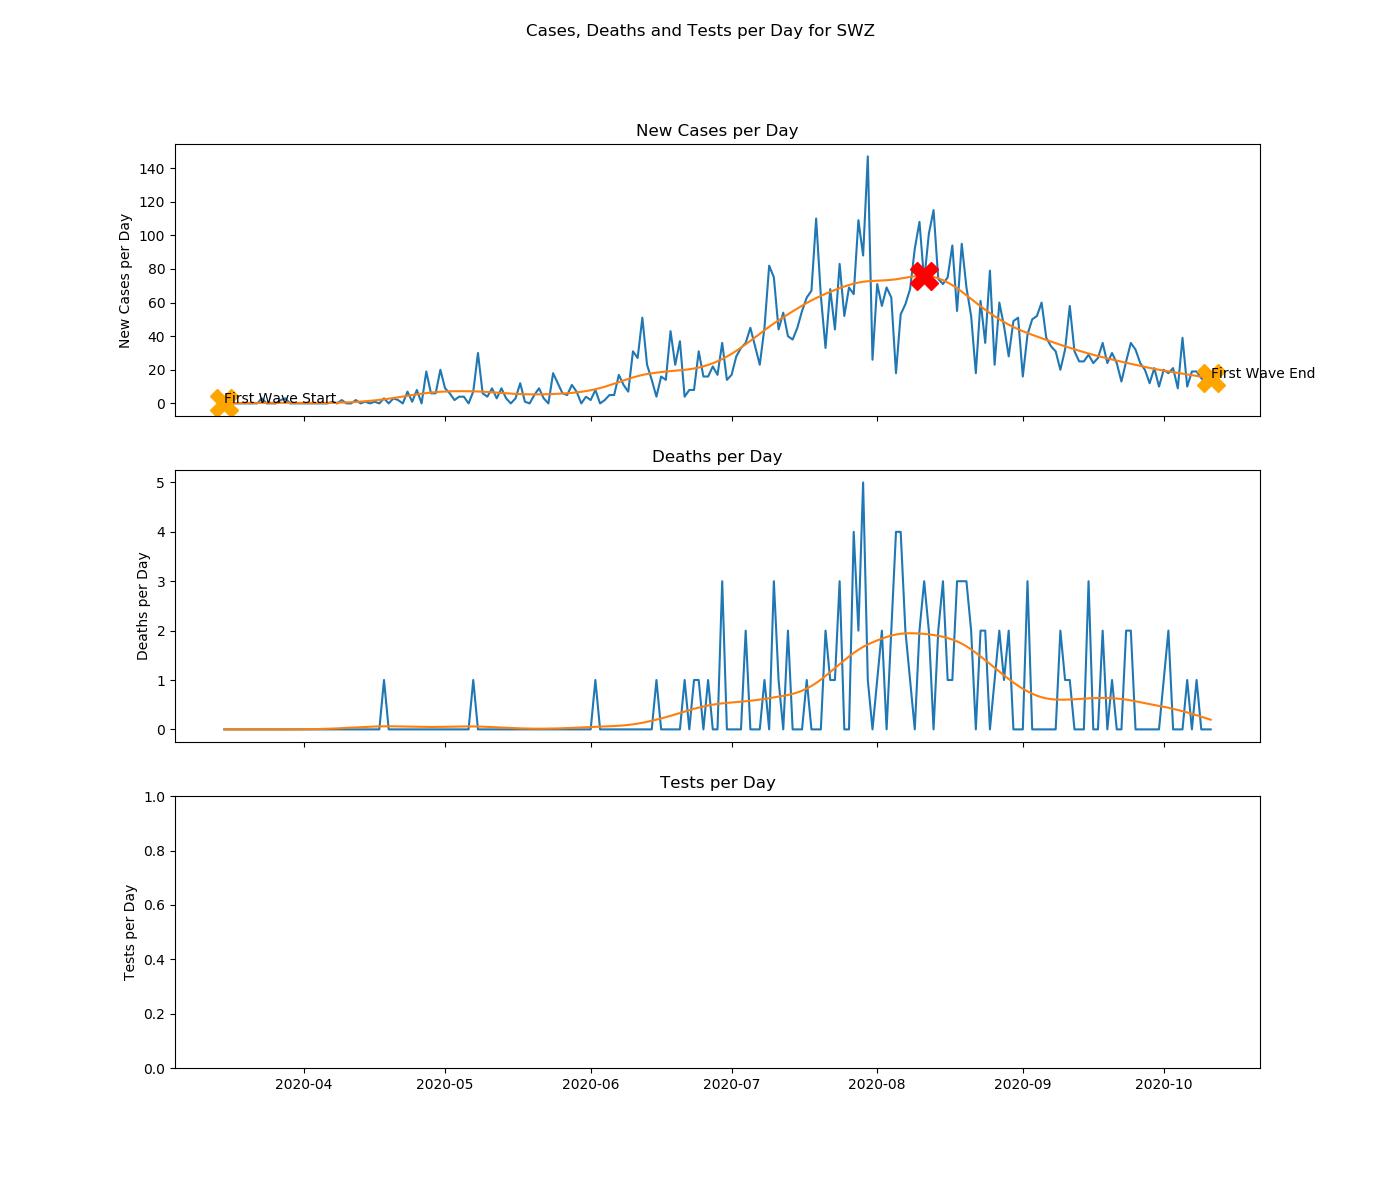 Cases, Deaths and Tests per Day for SWZ
New Cases per Day
New Cases per Day
140
120
100
80
60
40
20
0
First Wave Start
First Wave End
Deaths per Day
Deaths per Day
5
4
3
2
1
0
Tests per Day
Tests per Day
1.0
0.8
0.6
0.4
0.2
0.0
2020-04 2020-05 2020-06 2020-07 2020-08 2020-09 2020-10